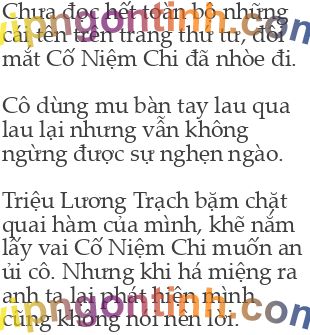 Chưa đọc hết toàn bộ những
cái tên trên trang thứ tư, đôi
mắt Cố Niệm Chi đã nhòe đi.
Cô dùng mu bàn tay lau qua
lau lại nhưng vẫn không
ngừng được sự nghẹn ngào.
Triệu Lương Trạch bặm chặt
quai hàm của mình, khẽ nắm
lấy vai Cố Niệm Chi muốn an
ủi cô. Nhưng khi há miệng ra
anh ta lại phát hiện mình
cũng không nói nên lời.
vipngontinh.com
vipngontinh.com